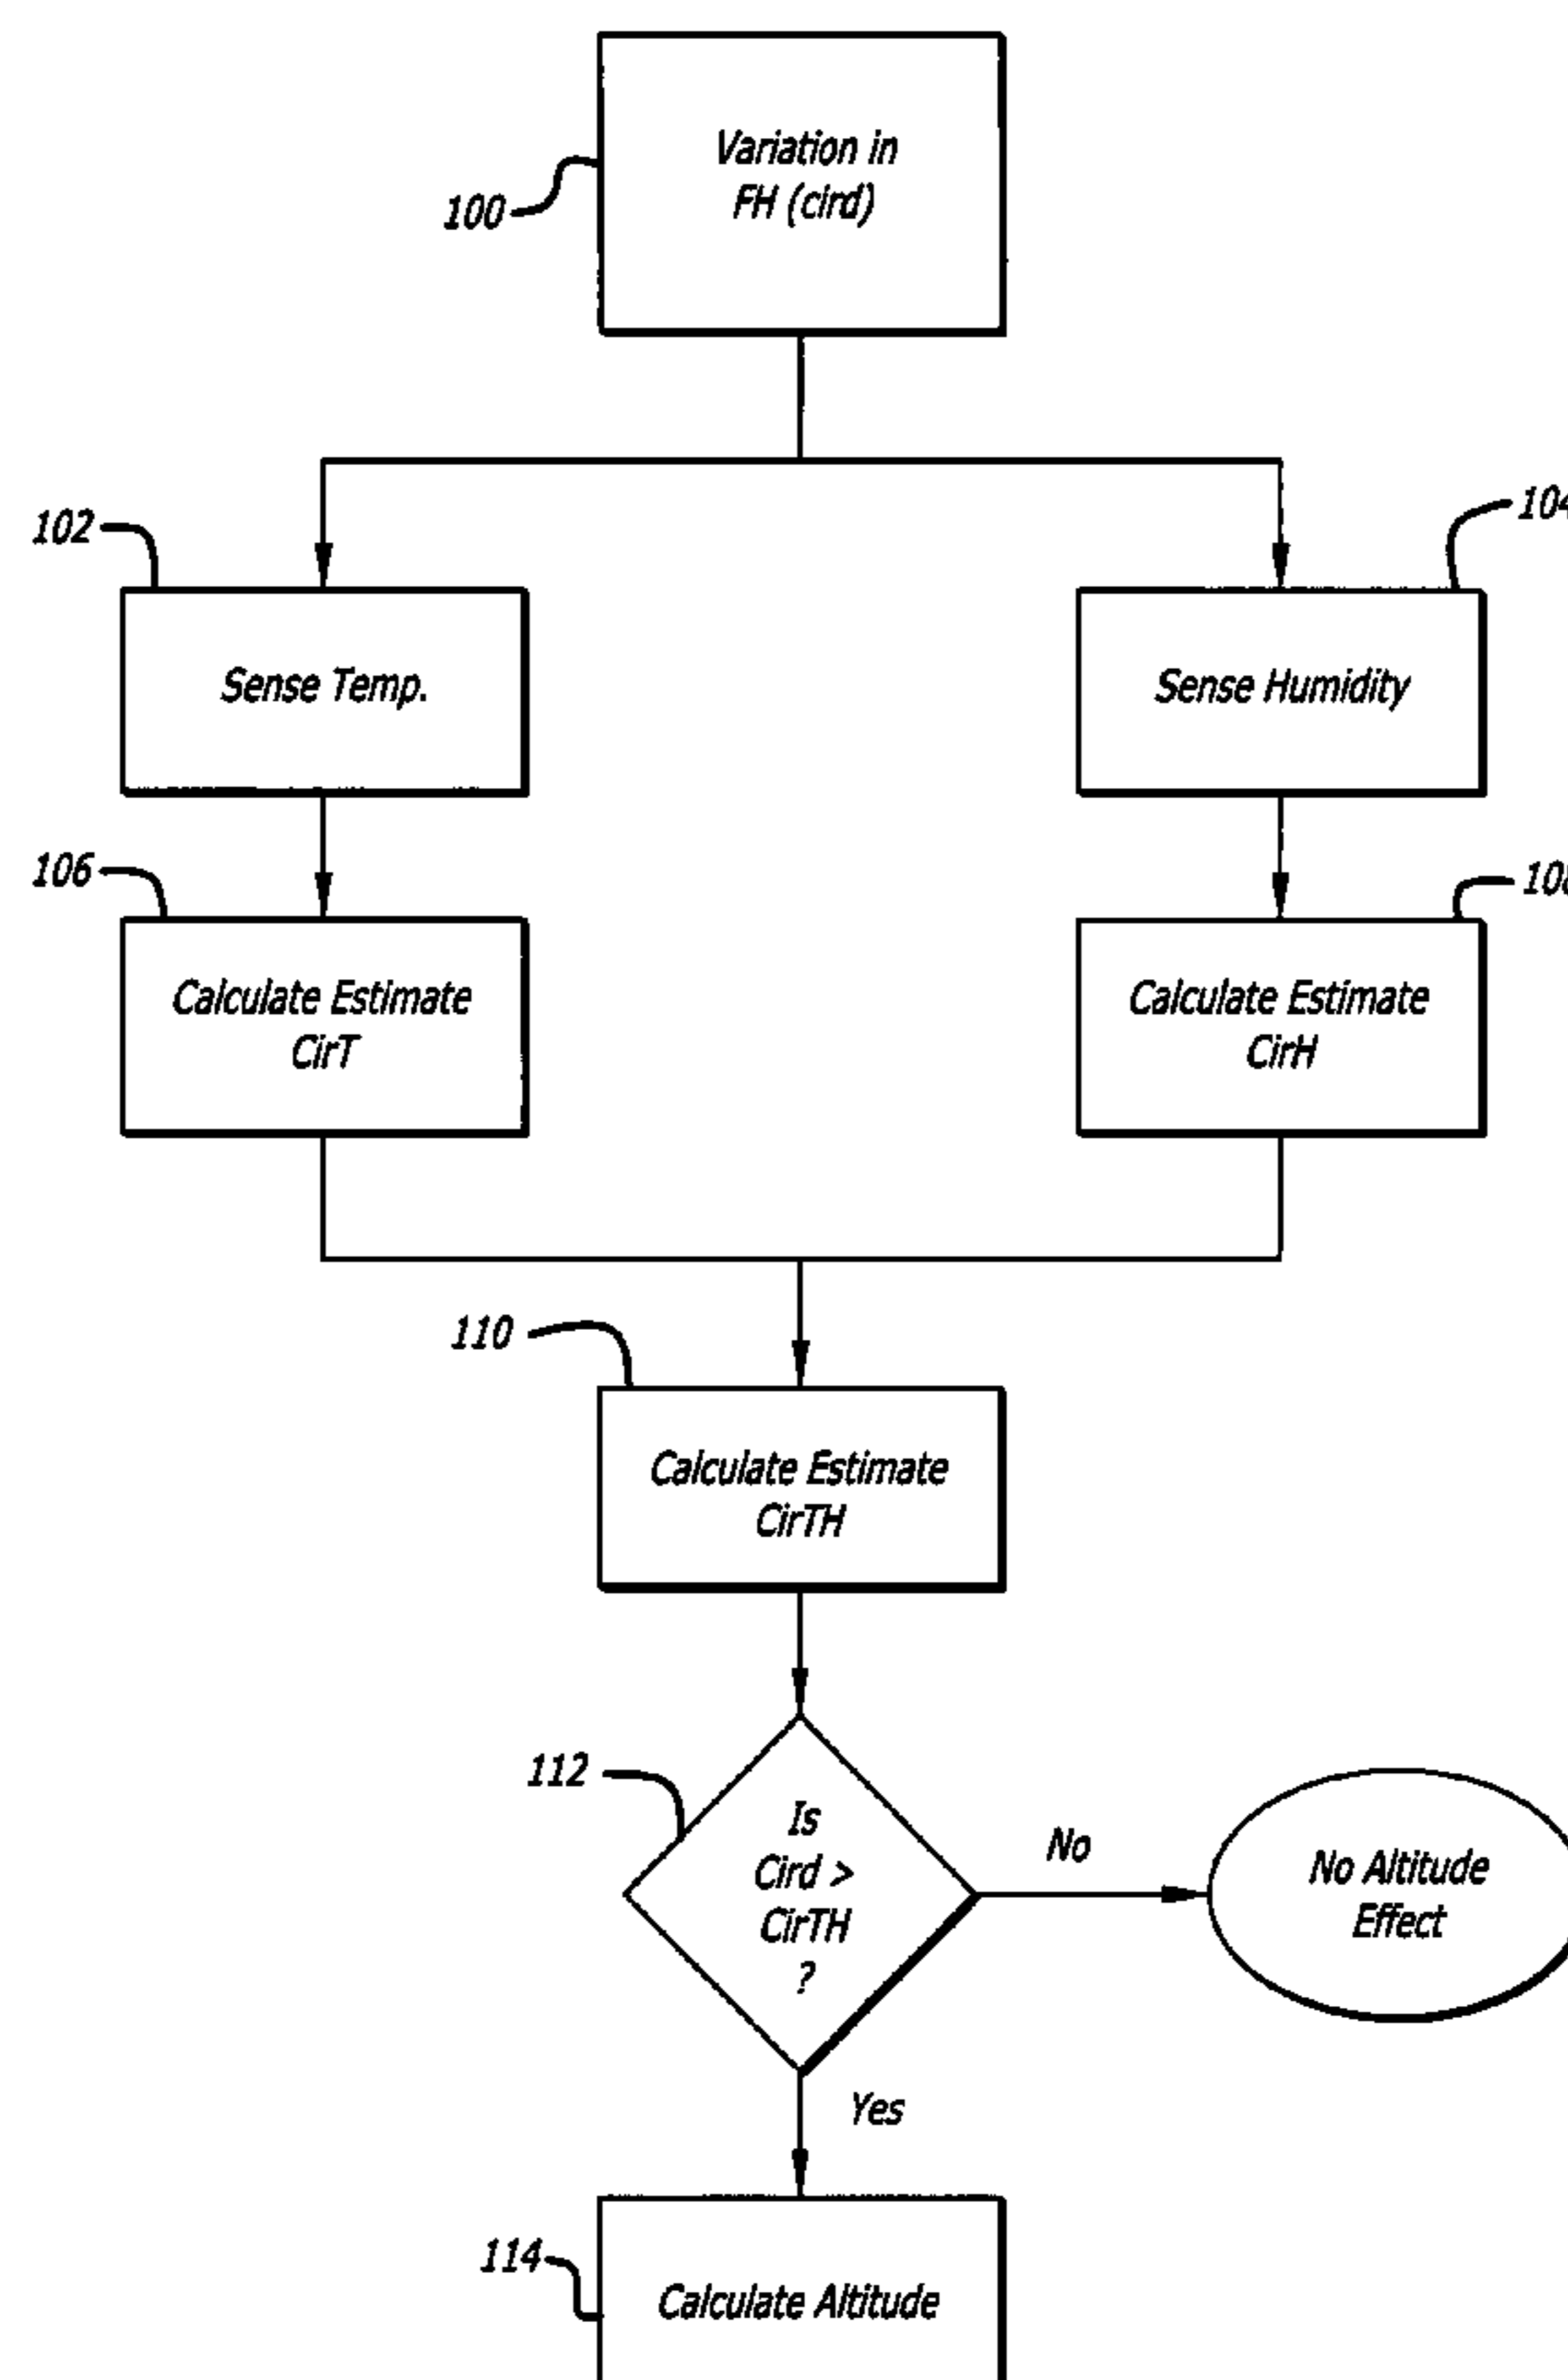 Variation in
FH (cird)
100
102
104
Sense Temp.
Sense Humidity
106
Calculate Estimate
CirT
Calculate Estimate
CirH
110
Calculate Estimate
CirTH
112
Is
Cird >
CirTH
?
No
No Altitude
Effect
Yes
114
Calculate Altitude